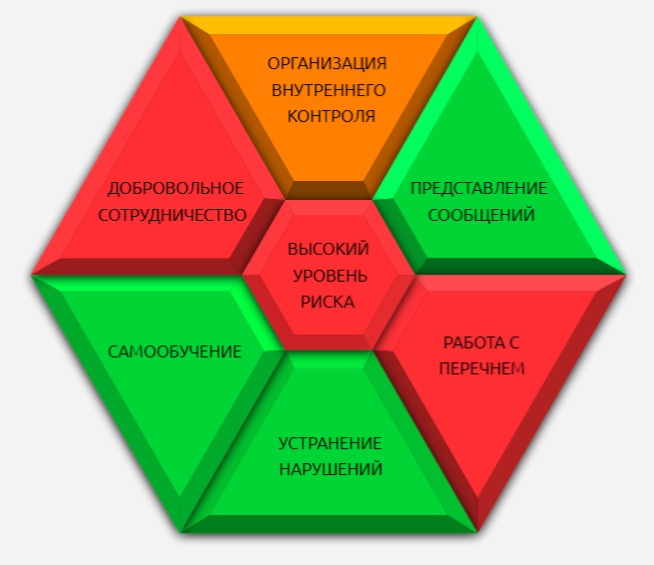 ОРГАНИЗАЦИЯ
ВНУТРЕННЕГО
КОНТРОЛЯ
ДОБРОВОЛЬНОЕ
СОТРУДНИЧЕСТВО
ПРЕДСТАВЛЕНИЕ
СООБЩЕНИЙ
ВЫСОКИЙ
УРОВЕНЬ
РИСКА
САМООБУЧЕНИЕ
РАБОТА С
ПЕРЕЧНЕМ
УСТРАНЕНИЕ
НАРУШЕНИЙ